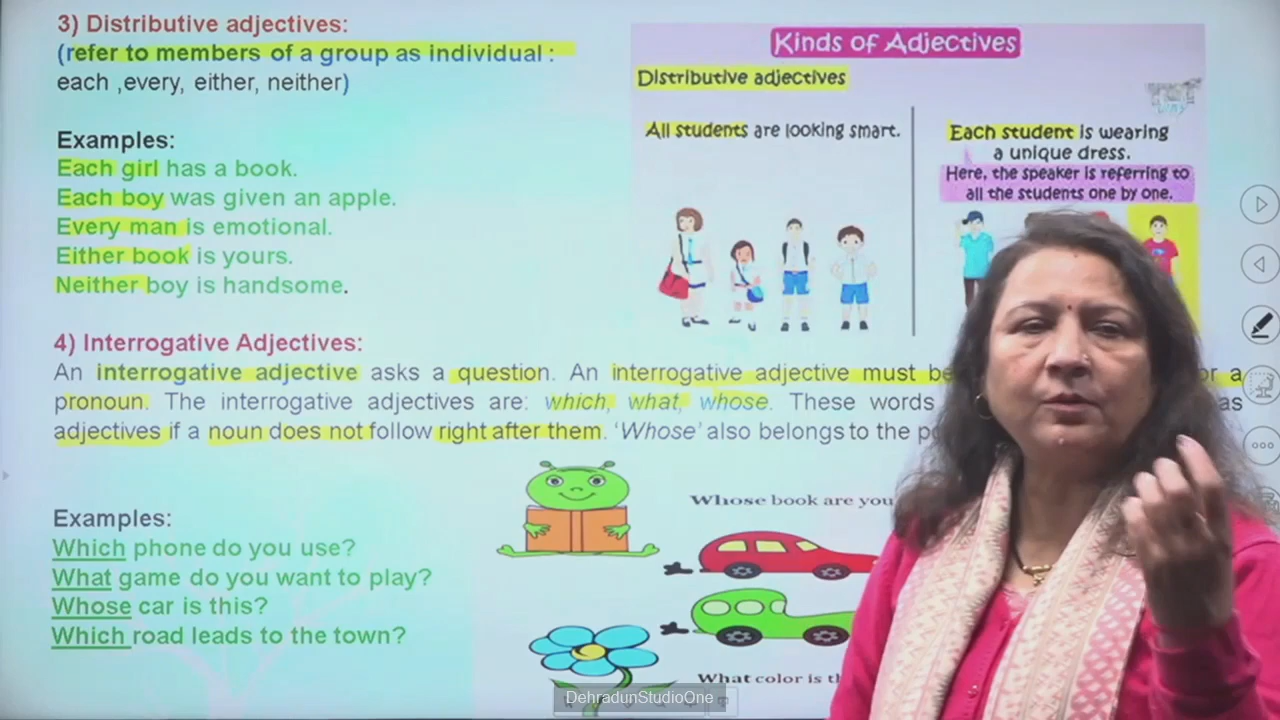 3) Distributive adjectives:
(refer to members of a group as individual :
each ,every, either, neither)
Examples:
Each girl has a book.
Each boy was given an apple.
Every man is emotional.
Either book is yours.
Neither boy is handsome.
Kinds of Adjectives
Distributive adjectives
All students are looking smart.
Each student is wearing
a unique dress.
Here, the speaker is referring to
all the students one by one.
4) Interrogative Adjectives:
An interrogative adjective asks a question. An interrogative adjective must be or a
pronoun. The interrogative adjectives are: which, what, whose. These words as
adjectives if a noun does not follow right after them. ‘Whose’ also belongs to the
Examples:
Which phone do you use?
What game do you want to play?
Whose car is this?
Which road leads to the town?
Whose book are you
What color is
DehradunStudioOne